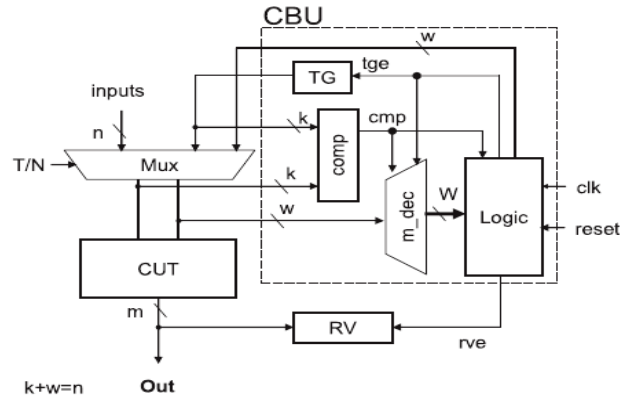 CBU
w
TG
tge
inputs
n
k
cmp
T/N
Mux
comp
k
w
m_dec
W
Logic
clk
reset
CUT
m
RV
rve
k+w=n
Out